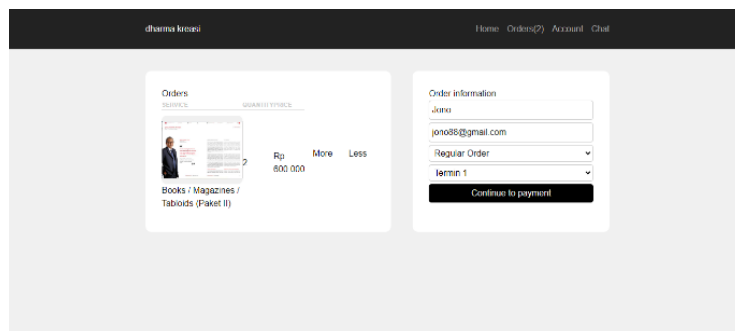 dharma kreasi
Home Orders(2) Account Chat
Orders
SERVICE QUANTITY PRICE
2
Rp
600.000
More Less
Books / Magazines /
Tabloids (Paket II)
Order information
Jono
jono88@gmail.com
Regular Order
Termin 1
Continue to payment